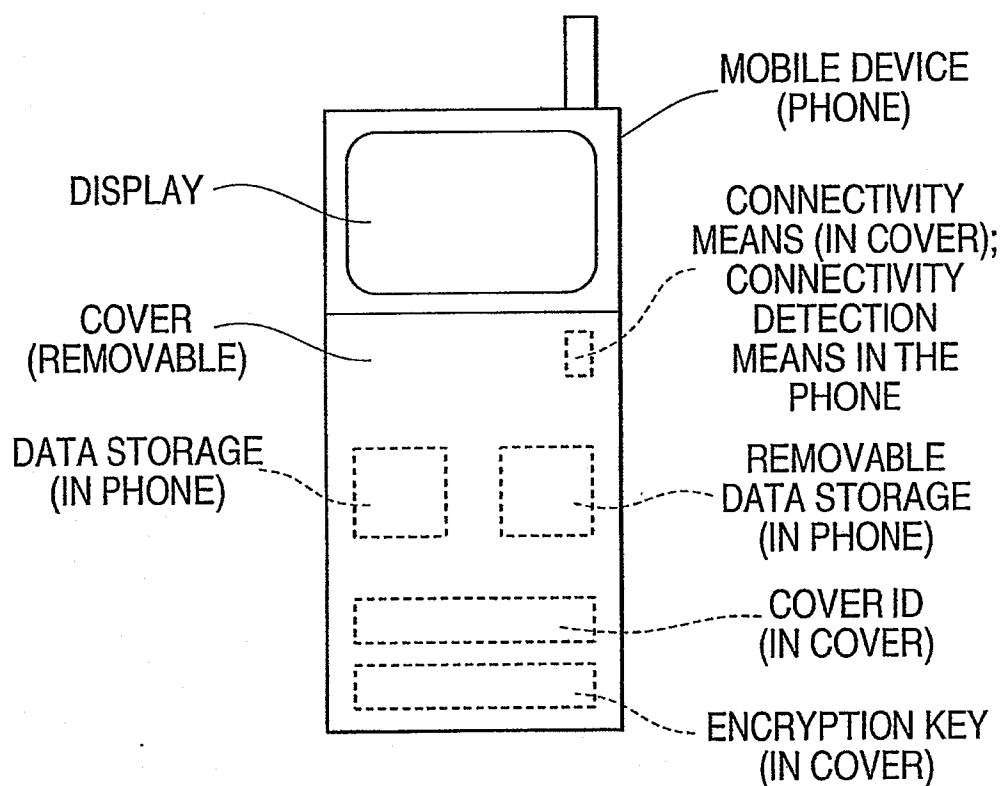 MOBILE DEVICE
(PHONE)
DISPLAY
CONNECTIVITY
MEANS (IN COVER);
CONNECTIVITY
DETECTION
MEANS IN THE
PHONE
COVER
(REMOVABLE)
DATA STORAGE
(IN PHONE)
REMOVABLE
DATA STORAGE
(IN PHONE)
COVER ID
(IN COVER)
ENCRYPTION KEY
(IN COVER)